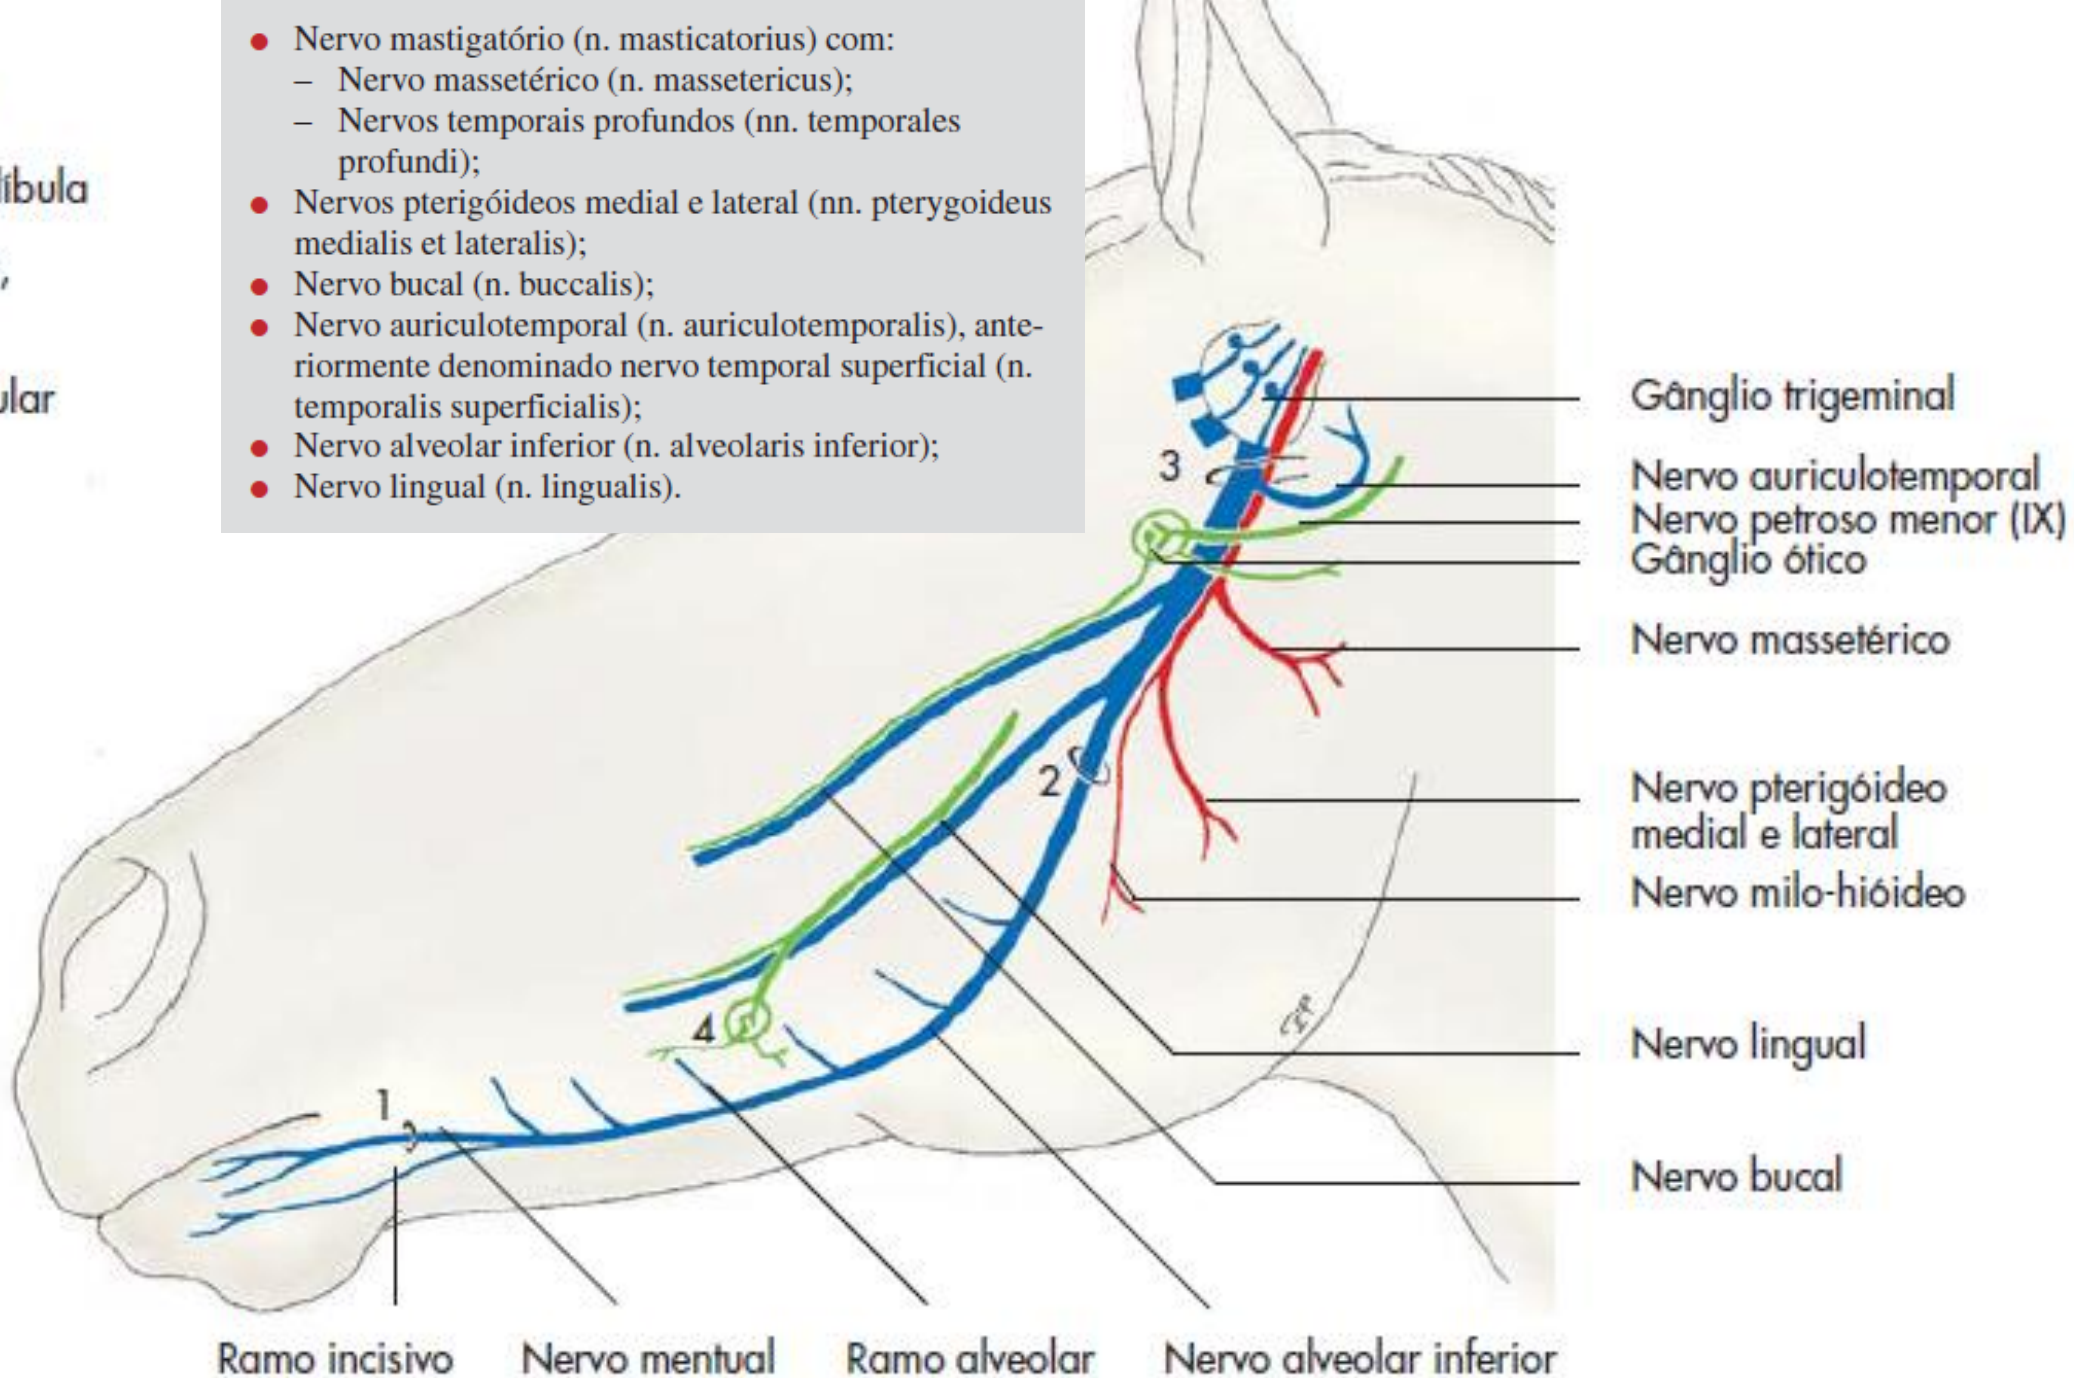 ● Nervo mastigatório (n. masticatorius) com:
– Nervo massetérico (n. massetericus);
– Nervos temporais profundos (nn. temporales
profundi);
● Nervos pterigóideos medial e lateral (nn. pterygoideus
medialis et lateralis);
● Nervo bucal (n. buccalis);
● Nervo auriculotemporal (n. auriculotemporalis), ante-
riormente denominado nervo temporal superficial (n.
temporalis superficialis);
● Nervo alveolar inferior (n. alveolaris inferior);
● Nervo lingual (n. lingualis).
Gânglio trigeminal
3
Nervo auriculotemporal
Nervo petroso menor (IX)
Gânglio ótico
Nervo massetérico
2
Nervo pterigóideo
medial e lateral
Nervo milo-hióideo
4
Nervo lingual
1
Nervo bucal
Ramo incisivo
Nervo mentual
Ramo alveolar
Nervo alveolar inferior